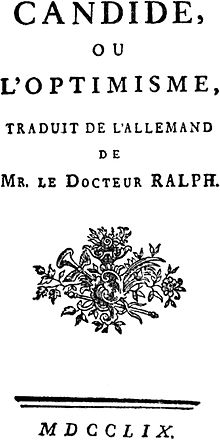 CANDIDE,
OU
L'OPTIMISME,
TRADUIT DE L'ALLEMAND
DE
MR. LE DOCTEUR RALPH.
MDCCLIX.